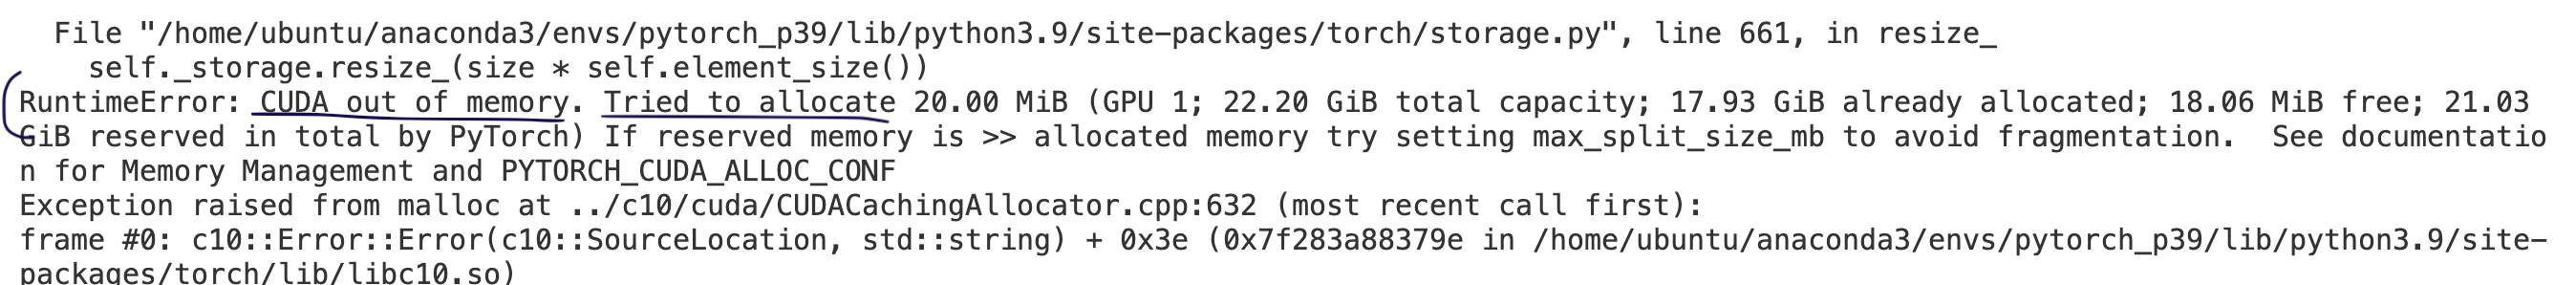 File "/home/ubuntu/anaconda3/envs/pytorch_p39/lib/python3.9/site-packages/torch/storage.py", line 661, in resize_
self._storage.resize_(size * self.element_size())
RuntimeError: CUDA out of memory. Tried to allocate 20.00 MiB (GPU 1; 22.20 GiB total capacity; 17.93 GiB already allocated; 18.06 MiB free; 21.03
GiB reserved in total by PyTorch) If reserved memory is >> allocated memory try setting max_split_size_mb to avoid fragmentation.  See documentatio
n for Memory Management and PYTORCH_CUDA_ALLOC_CONF
Exception raised from malloc at ../c10/cuda/CUDACachingAllocator.cpp:632 (most recent call first):
frame #0: c10::Error::Error(c10::SourceLocation, std::string) + 0x3e (0x7f283a88379e in /home/ubuntu/anaconda3/envs/pytorch_p39/lib/python3.9/site-
packages/torch/lib/libc10.so)